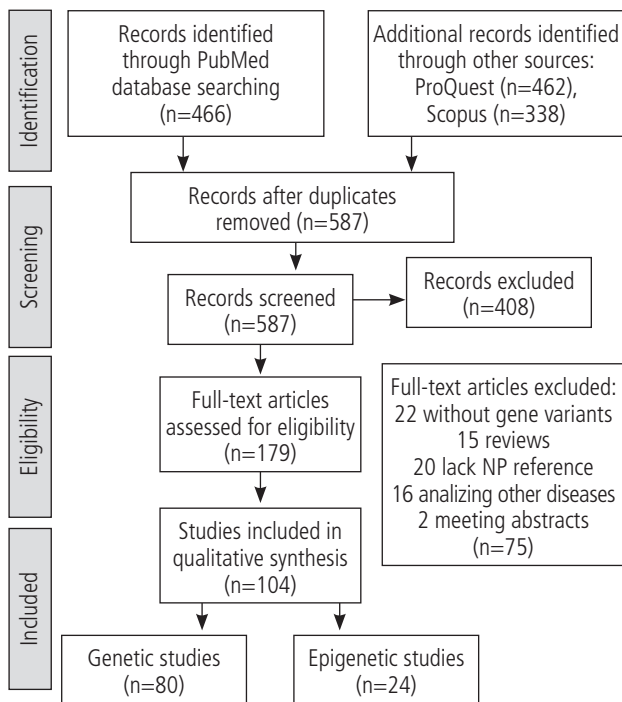 Identification
Records identified
through PubMed
database searching
(n=466)
Additional records identified
through other sources:
ProQuest (n=462),
Scopus (n=338)
Screening
Records after duplicates
removed (n=587)
Records screened
(n=587)
Records excluded
(n=408)
Eligibility
Full-text articles
assessed for eligibility
(n=179)
Full-text articles excluded:
22 without gene variants
15 reviews
20 lack NP reference
16 analizing other diseases
2 meeting abstracts
(n=75)
Included
Studies included in
qualitative synthesis
(n=104)
Genetic studies
(n=80)
Epigenetic studies
(n=24)